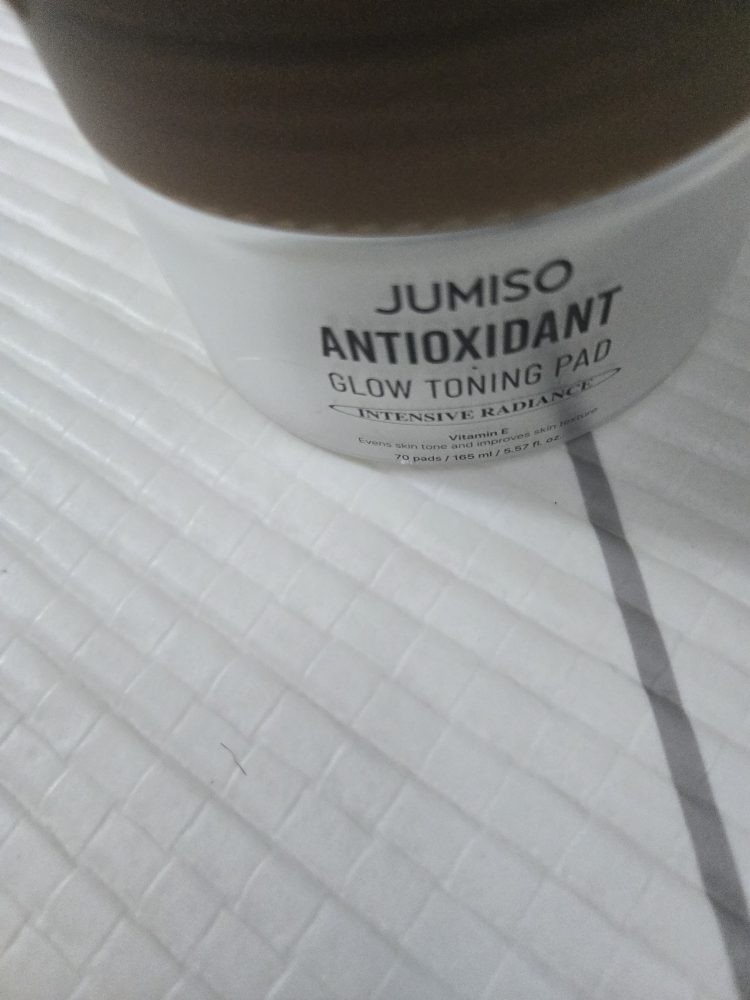 JUMISO
ANTIOXIDANT
GLOW TONING PAD
INTENSIVE RADIANCE
Vitamin E
Evens skin tone and improves skin texture
70 pads / 165 ml / 5.57 fl. oz